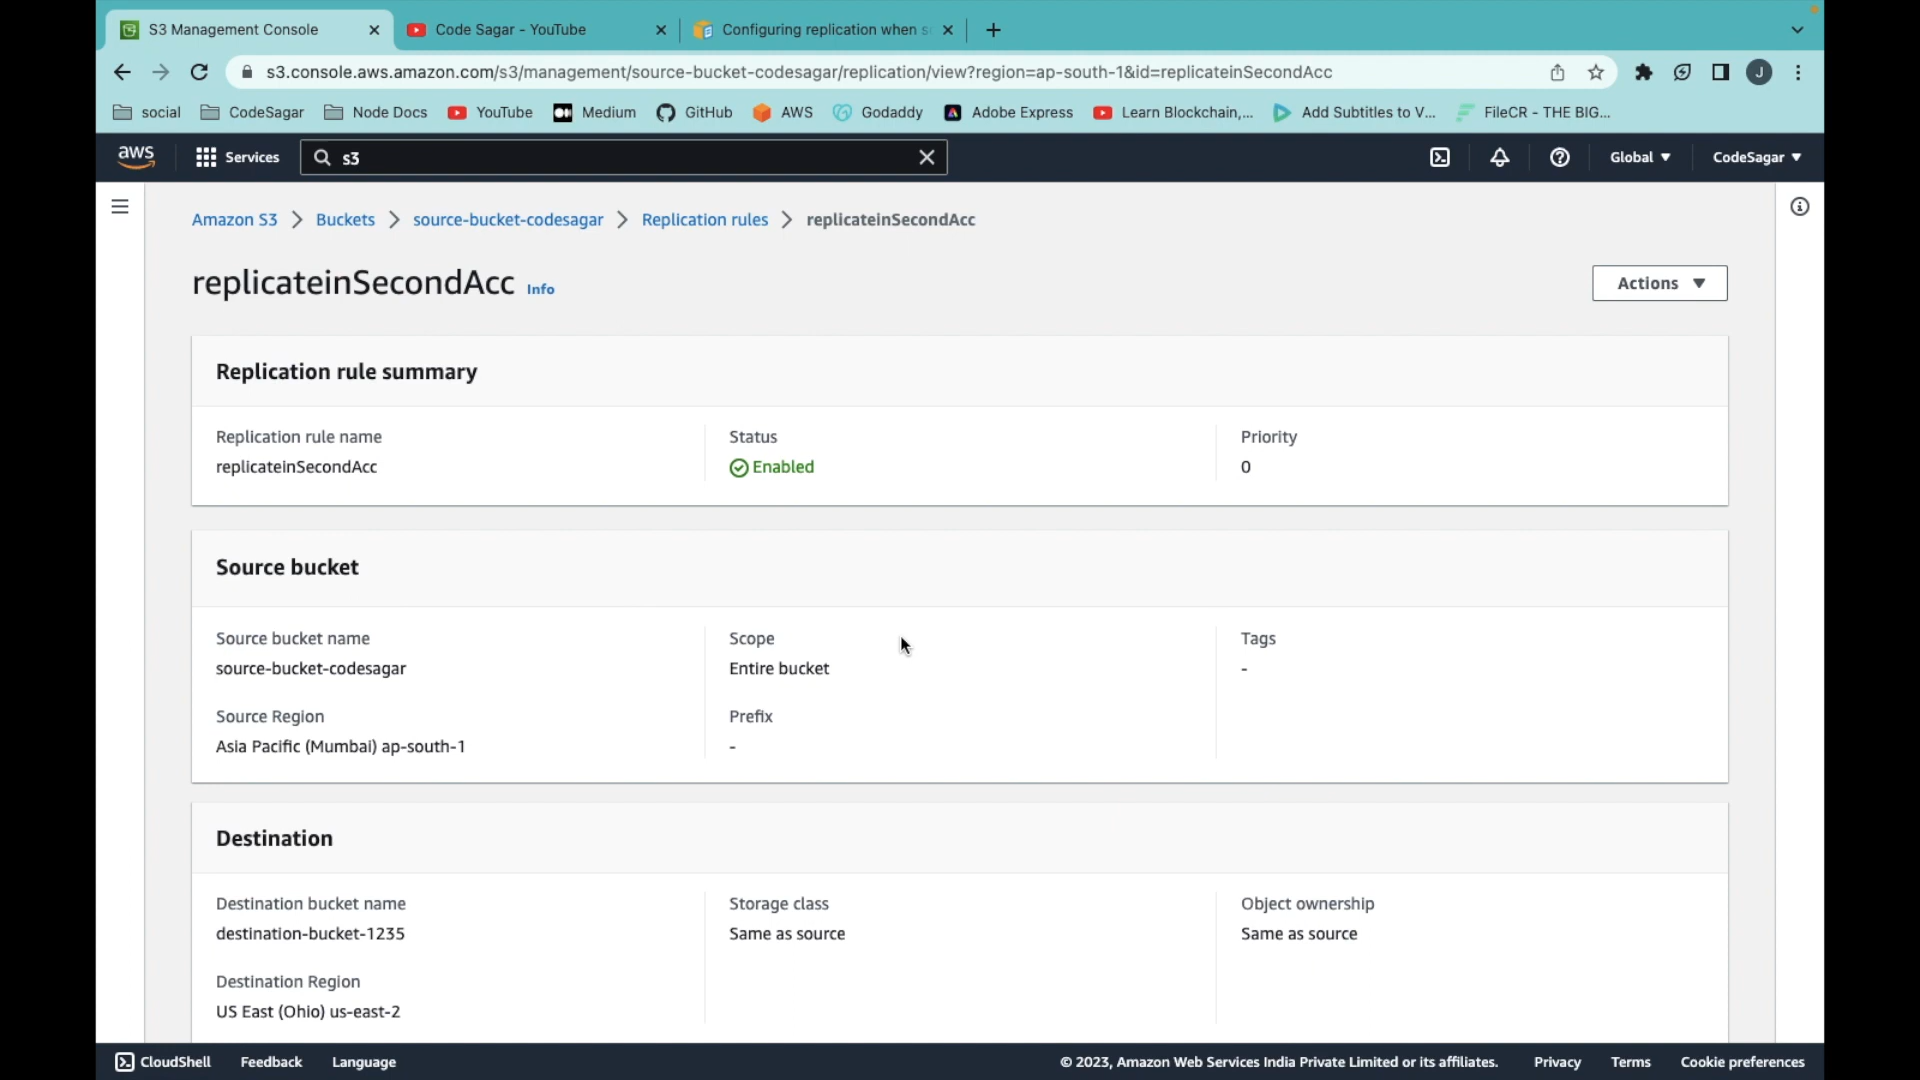 S3 Management Console
Code Sagar - YouTube
Configuring replication when s
s3.console.aws.amazon.com/s3/management/source-bucket-codesagar/replication/view?region=ap-south-1&id=replicateinSecondAcc
J
social
CodeSagar
Node Docs
YouTube
Medium
GitHub
AWS
Godaddy
Adobe Express
Learn Blockchain,...
Add Subtitles to V...
FileCR - THE BIG...
aws
Services
s3
Global
CodeSagar
Amazon S3 > Buckets > source-bucket-codesagar > Replication rules > replicateinSecondAcc
replicateinSecondAcc Info
Actions
Replication rule summary
Replication rule name
replicateinSecondAcc
Status
Enabled
Priority
0
Source bucket
Source bucket name
source-bucket-codesagar
Source Region
Asia Pacific (Mumbai) ap-south-1
Scope
Entire bucket
Prefix
-
Tags
-
Destination
Destination bucket name
destination-bucket-1235
Destination Region
US East (Ohio) us-east-2
Storage class
Same as source
Object ownership
Same as source
CloudShell
Feedback
Language
© 2023, Amazon Web Services India Private Limited or its affiliates.
Privacy
Terms
Cookie preferences